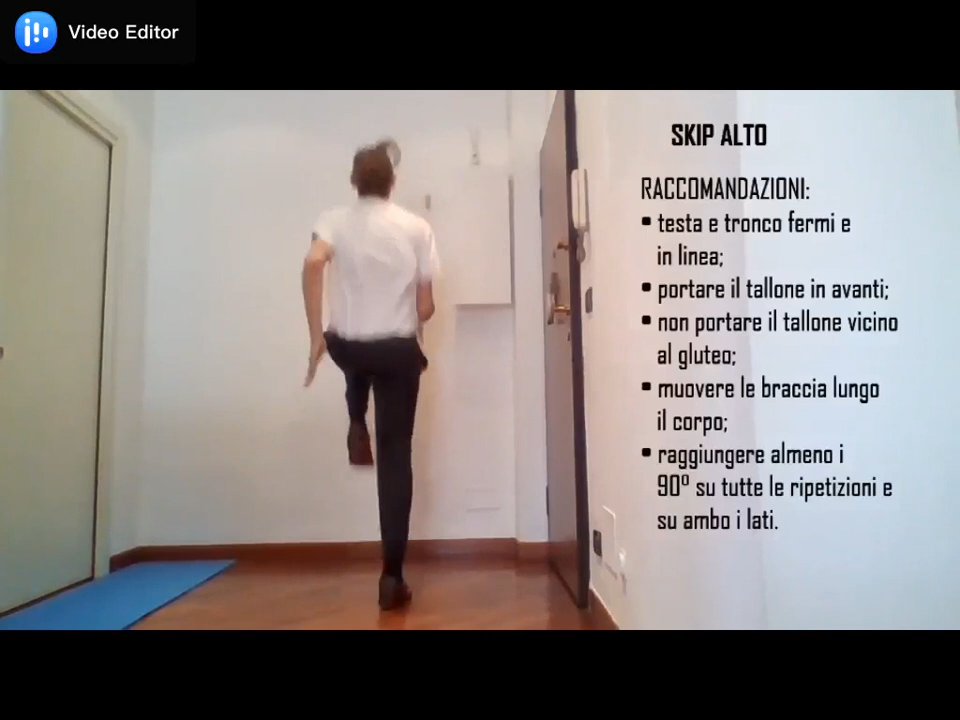 Video Editor
SKIP ALTO
RACCOMANDAZIONI:
▪ testa e tronco fermi e
in linea;
▪ portare il tallone in avanti;
▪ non portare il tallone vicino
al gluteo;
▪ muovere le braccia lungo
il corpo;
▪ raggiungere almeno i
90º su tutte le ripetizioni e
su ambo i lati.